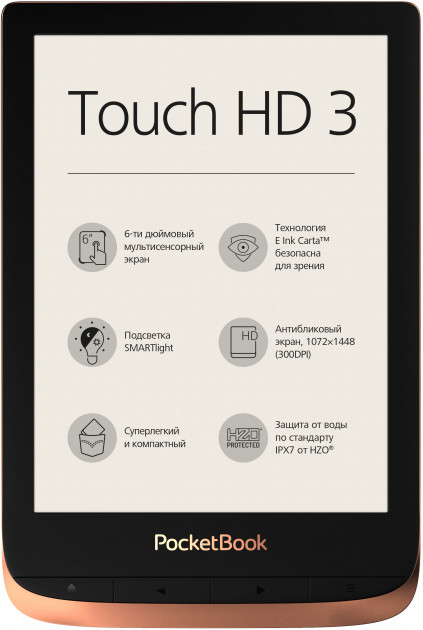 Touch HD 3
6"
6-ти дюймовый
мультисенсорный
экран
Технология
E Ink Carta™
безопасна
для зрения
Подсветка
SMARTlight
HD
Антибликовый
экран, 1072×1448
(300DPI)
Суперлегкий
и компактный
HZO®
PROTECTED
Защита от воды
по стандарту
IPX7 от HZO®
PocketBook